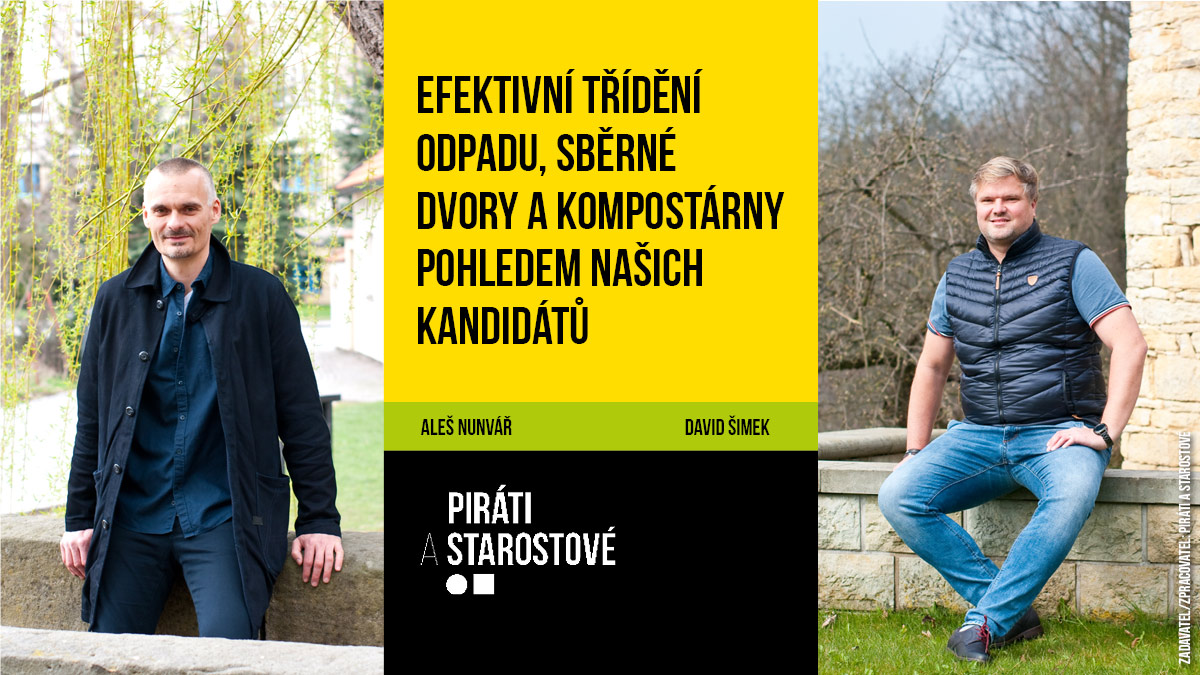 EFEKTIVNÍ TŘÍDĚNÍ
ODPADU, SBĚRNÉ
DVORY A KOMPOSTÁRNY
POHLEDEM NAŠICH
KANDIDÁTŮ
ALEŠ NUNVÁŘ
DAVID ŠIMEK
PIRÁTI
A STAROSTOVÉ
ZADAVATEL/ZPRACOVATEL: PIRÁTI A STAROSTOVÉ